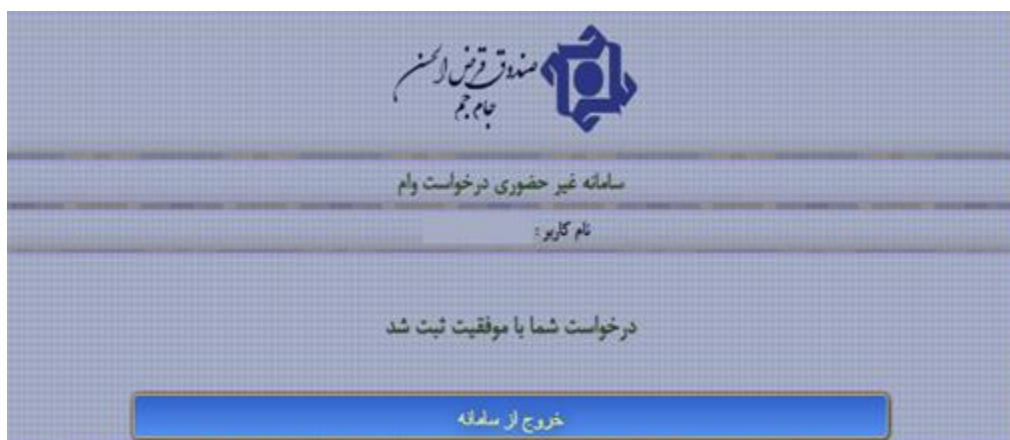 صندوق قرض الحسن
جام جم
سامانه غیر حضوری درخواست وام
نام کاربر :
درخواست شما با موفقیت ثبت شد
خروج از سامانه